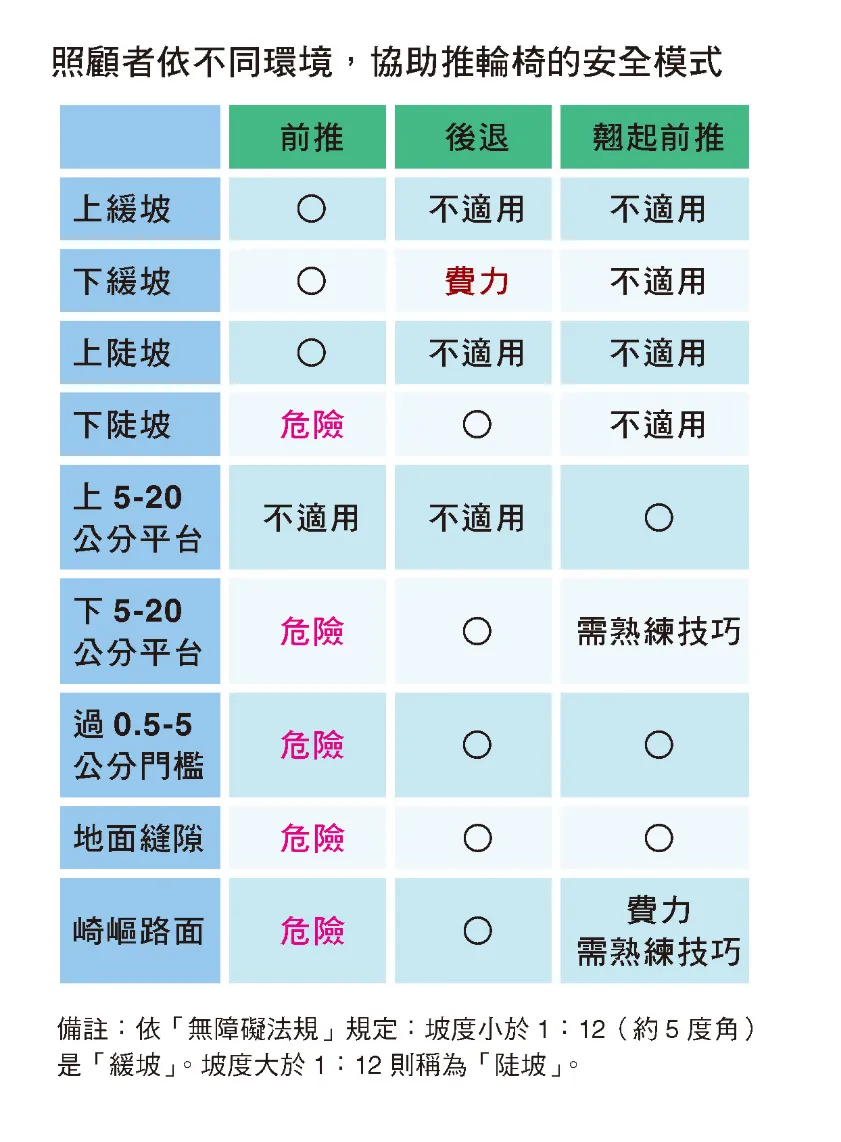 照顧者依不同環境，協助推輪椅的安全模式
前推 後退 翹起前推
上緩坡 〇 不適用 不適用
下緩坡 〇 費力 不適用
上陡坡 〇 不適用 不適用
下陡坡 危險 〇 不適用
上 5-20
公分平台 不適用 不適用 〇
下 5-20
公分平台 危險 〇 需熟練技巧
過 0.5-5
公分門檻 危險 〇 〇
地面縫隙 危險 〇 〇
崎嶇路面 危險 〇 費力
需熟練技巧
備註：依「無障礙法規」規定：坡度小於 1：12（約 5 度角）
是「緩坡」。坡度大於 1：12 則稱為「陡坡」。